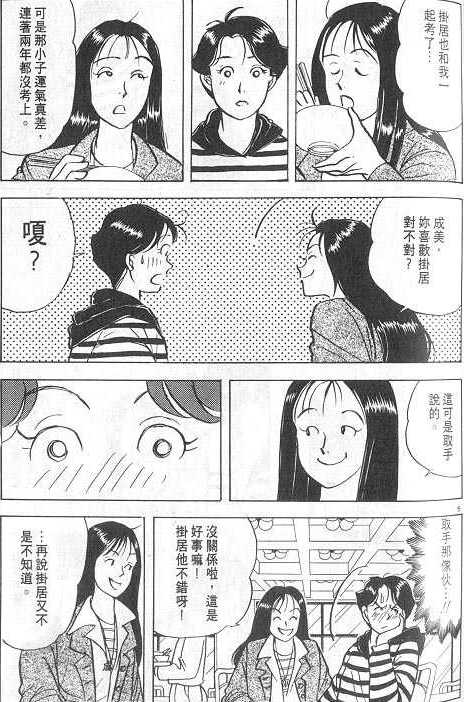 掛居也和我一
起考了…
可是那小子運氣真差，
連著兩年都沒考上。
成美，
妳喜歡掛居
對不對？
嗄？
這可是取手
說的。
取手那傢伙…!!
沒關係啦，這是
好事嘛！
掛居他不錯呀！
…再說掛居又不
是不知道。